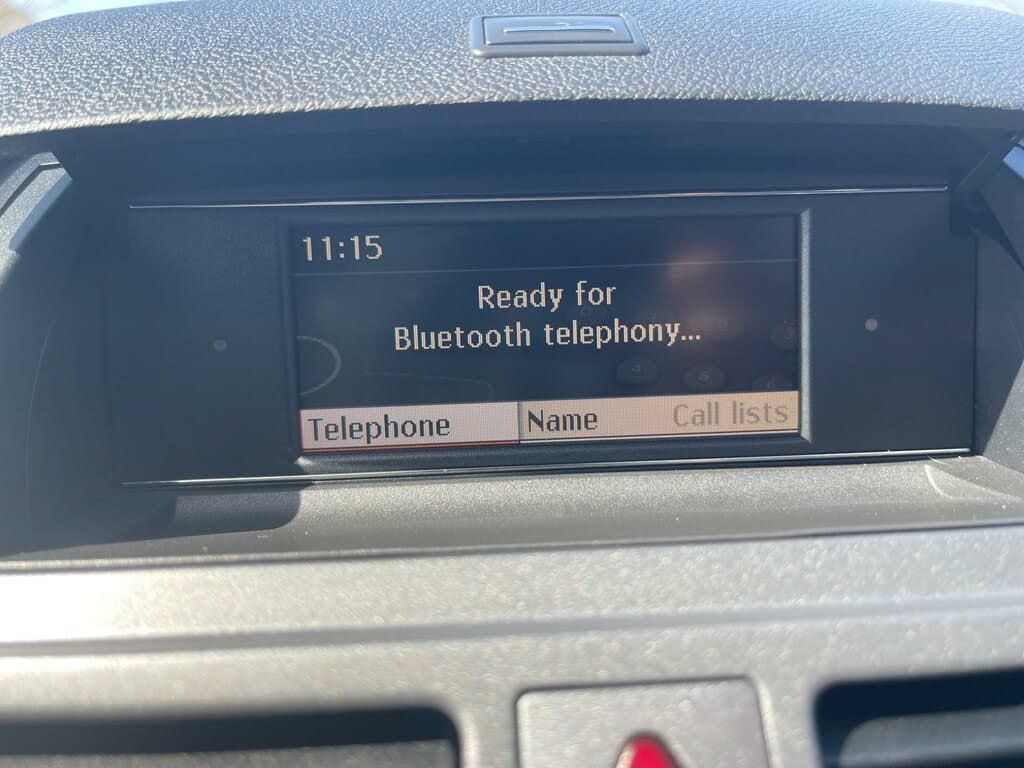 11:15
Ready for
Bluetooth telephony...
Telephone Name Call lists